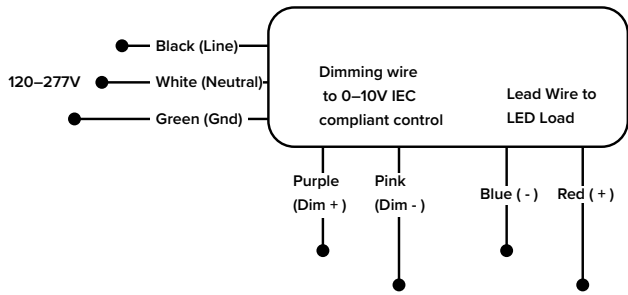 Black (Line)
120–277V
White (Neutral)
Green (Gnd)
Dimming wire
to 0–10V IEC
compliant control
Lead Wire to
LED Load
Purple
(Dim + )
Pink
(Dim - )
Blue ( - )
Red ( + )